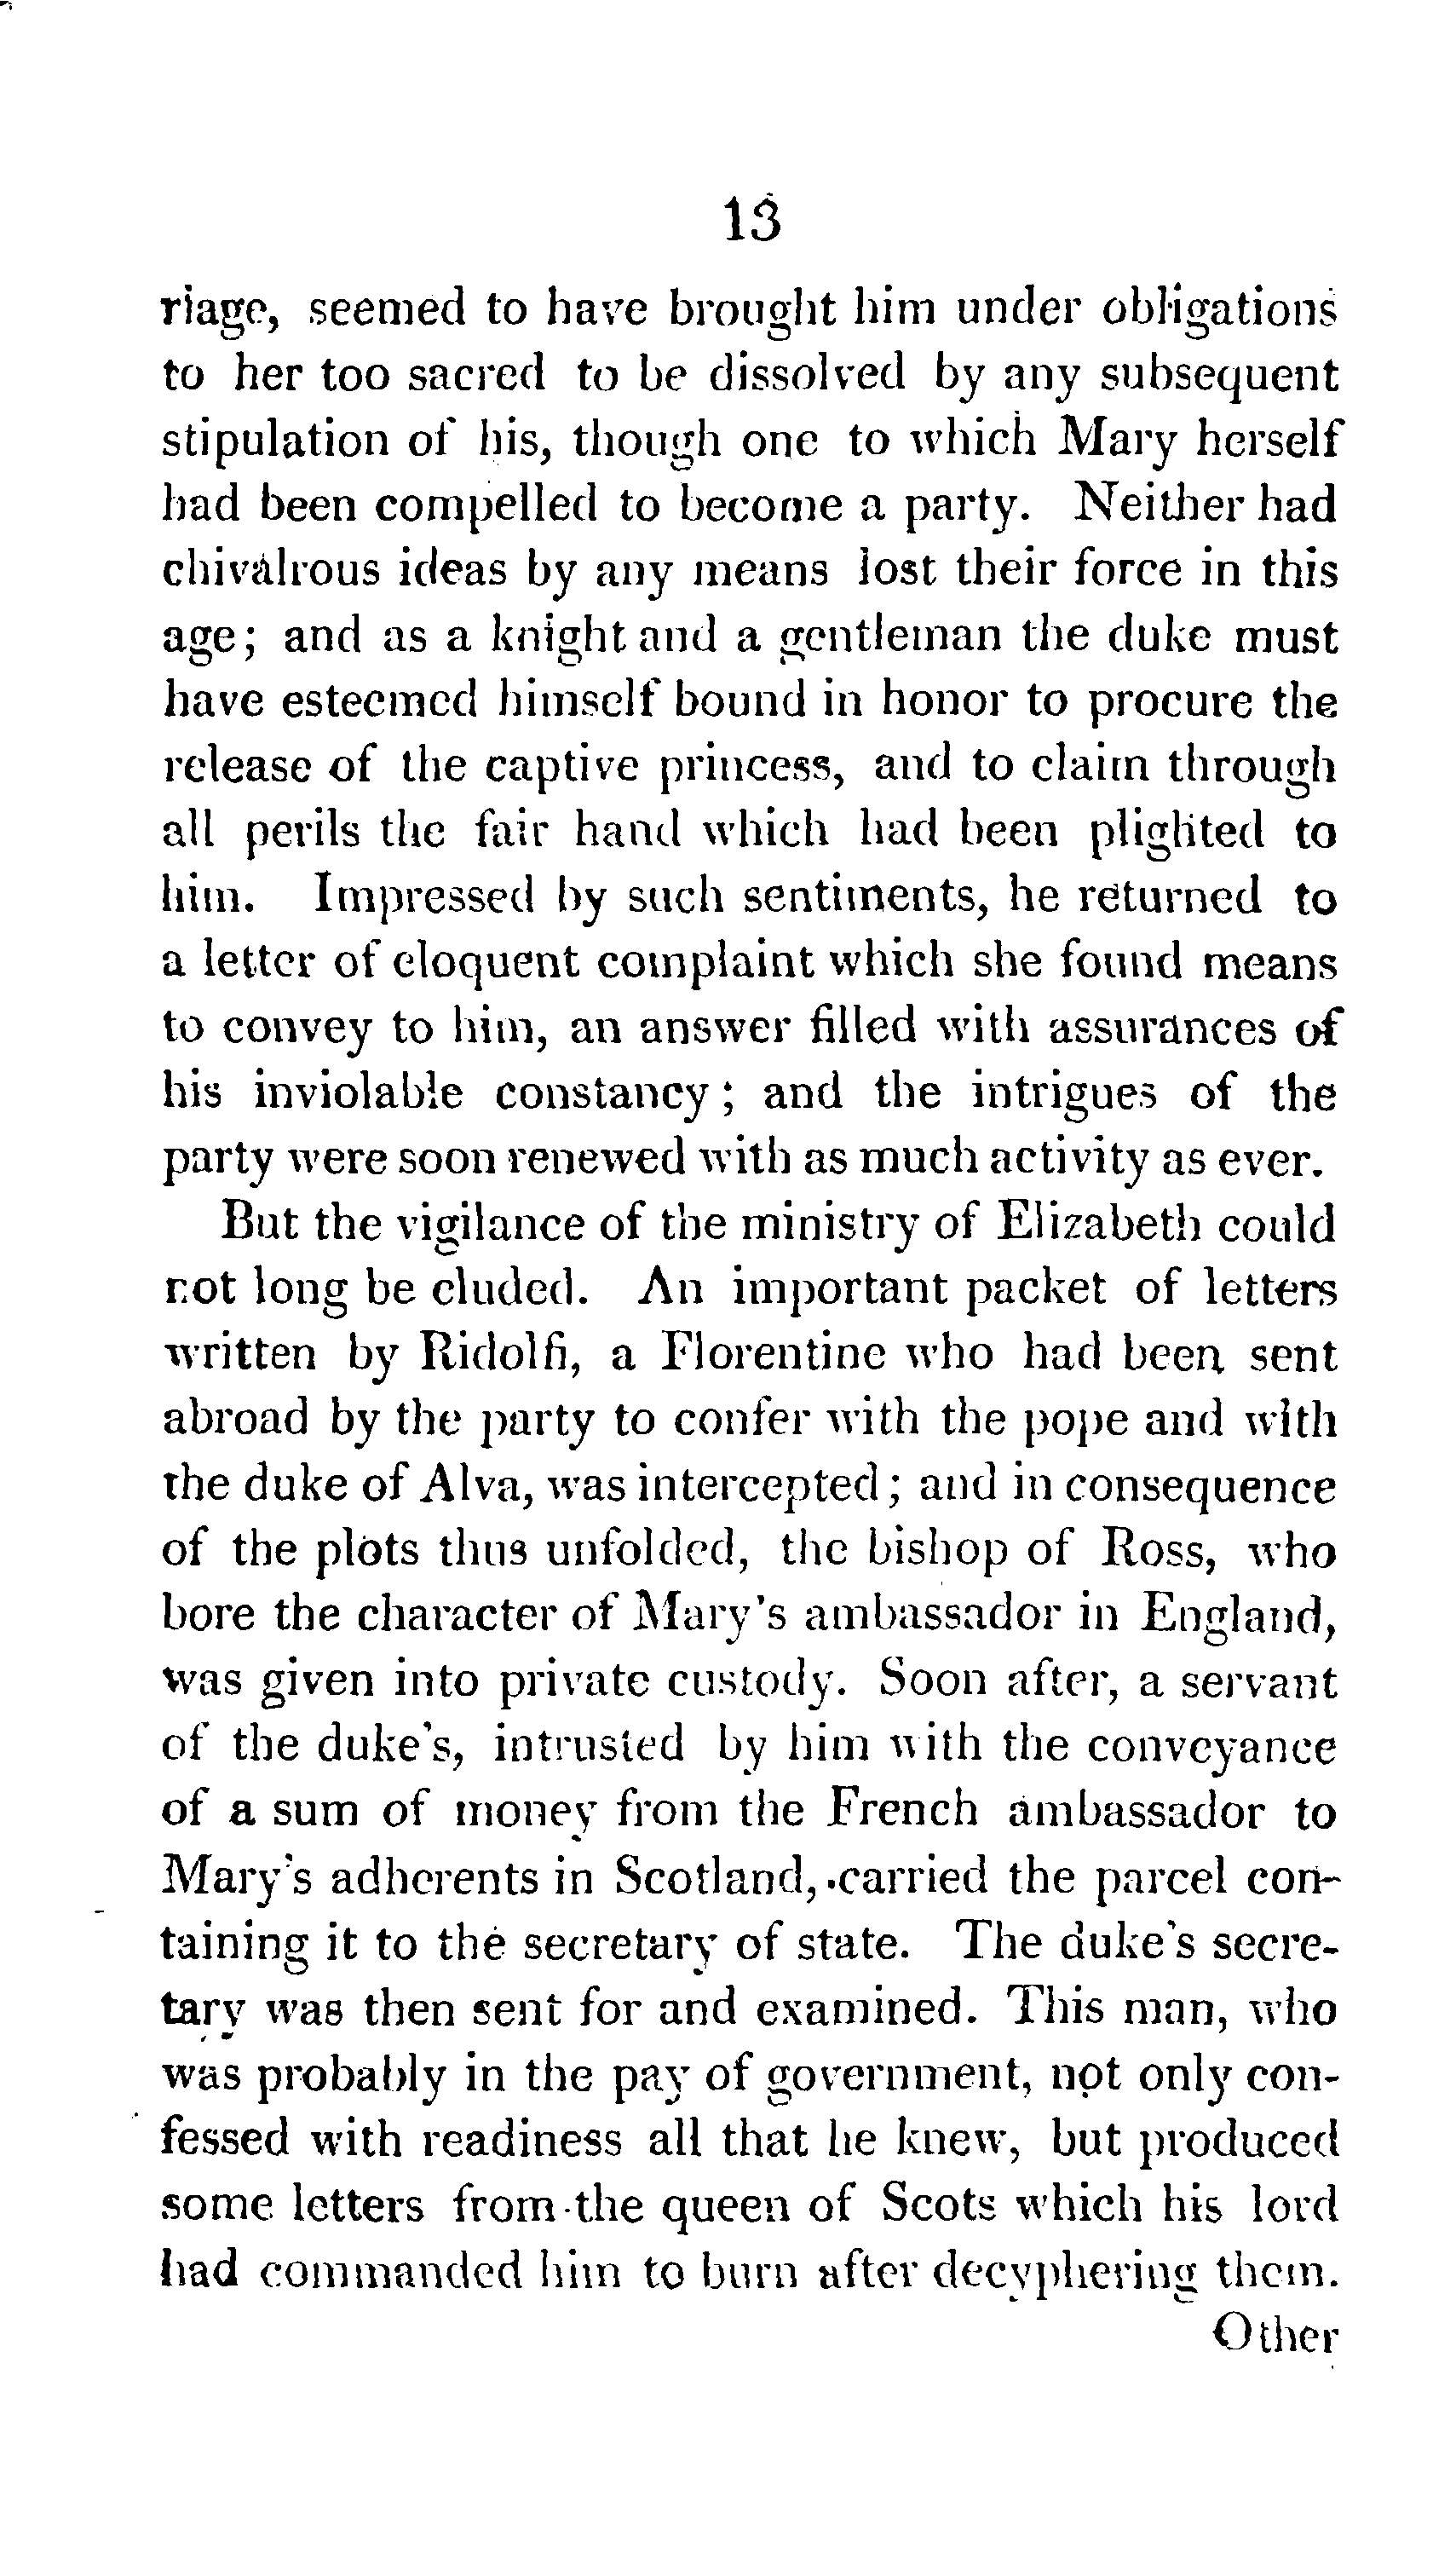 13
riage, seemed to have brought him under obligations
to her too sacred to be dissolved by any subsequent
stipulation of his, though one to which Mary herself
had been compelled to become a party. Neither had
chivalrous ideas by any means lost their force in this
age; and as a knight and a gentleman the duke must
have esteemed himself bound in honor to procure the
release of the captive princess, and to claim through
all perils the fair hand which had been plighted to
him. Impressed by such sentiments, he returned to
a letter of eloquent complaint which she found means
to convey to him, an answer filled with assurances of
his inviolable constancy; and the intrigues of the
party were soon renewed with as much activity as ever.
But the vigilance of the ministry of Elizabeth could
not long be eluded. An important packet of letters
written by Ridolfi, a Florentine who had been sent
abroad by the party to confer with the pope and with
the duke of Alva, was intercepted; and in consequence
of the plots thus unfolded, the bishop of Ross, who
bore the character of Mary's ambassador in England,
was given into private custody. Soon after, a servant
of the duke's, intrusted by him with the conveyance
of a sum of money from the French ambassador to
Mary's adherents in Scotland, carried the parcel con-
taining it to the secretary of state. The duke's secre-
tary was then sent for and examined. This man, who
was probably in the pay of government, not only con-
fessed with readiness all that he knew, but produced
some letters from the queen of Scots which his lord
had commanded him to burn after decyphering them.
Other